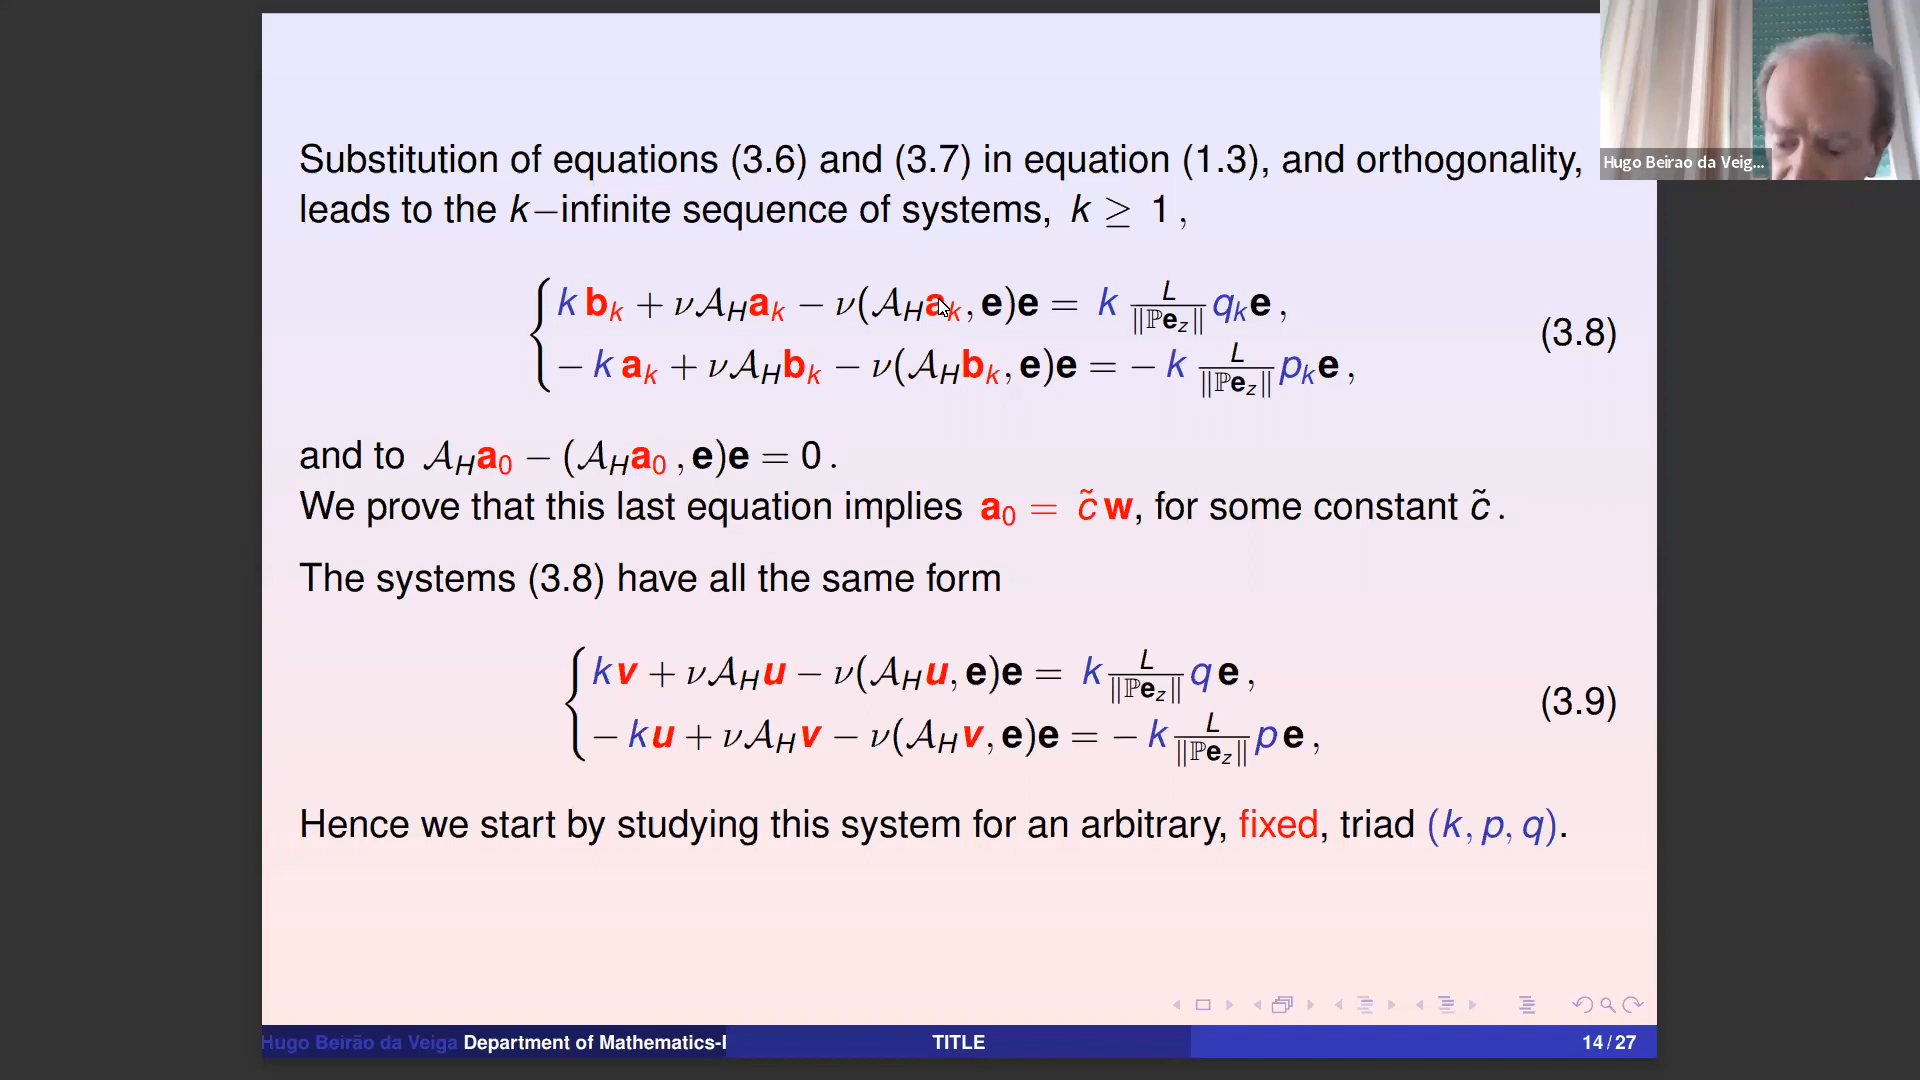 Substitution of equations (3.6) and (3.7) in equation (1.3), and orthogonality,
Hugo Beirao da Veig...
leads to the k−infinite sequence of systems, k ≥ 1 ,
{ k b_k + ν𝒜_H a_k − ν(𝒜_H a_k , e)e = k L/‖ℙe_z‖ q_k e ,
− k a_k + ν𝒜_H b_k − ν(𝒜_H b_k , e)e = − k L/‖ℙe_z‖ p_k e ,
(3.8)
and to 𝒜_H a_0 − (𝒜_H a_0 , e)e = 0 .
We prove that this last equation implies a_0 = c̃ w, for some constant c̃ .
The systems (3.8) have all the same form
{ k v + ν𝒜_H u − ν(𝒜_H u, e)e = k L/‖ℙe_z‖ q e ,
− k u + ν𝒜_H v − ν(𝒜_H v, e)e = − k L/‖ℙe_z‖ p e ,
(3.9)
Hence we start by studying this system for an arbitrary, fixed, triad (k, p, q).
Hugo Beirão da Veiga Department of Mathematics-
TITLE
14 / 27